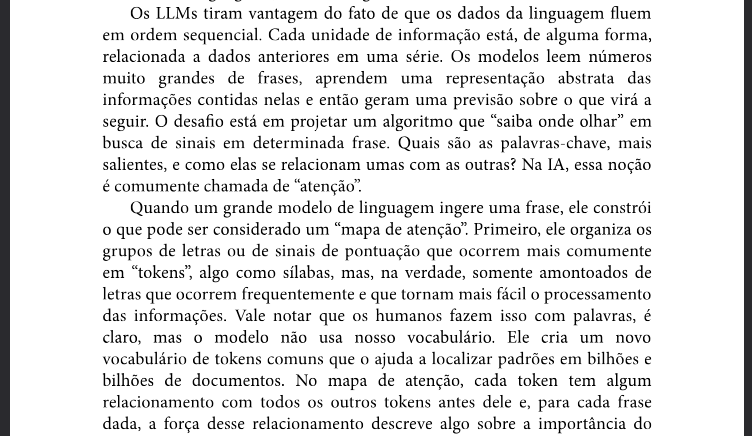 Os LLMs tiram vantagem do fato de que os dados da linguagem fluem
em ordem sequencial. Cada unidade de informação está, de alguma forma,
relacionada a dados anteriores em uma série. Os modelos leem números
muito grandes de frases, aprendem uma representação abstrata das
informações contidas nelas e então geram uma previsão sobre o que virá a
seguir. O desafio está em projetar um algoritmo que “saiba onde olhar” em
busca de sinais em determinada frase. Quais são as palavras-chave, mais
salientes, e como elas se relacionam umas com as outras? Na IA, essa noção
é comumente chamada de “atenção”.
Quando um grande modelo de linguagem ingere uma frase, ele constrói
o que pode ser considerado um “mapa de atenção”. Primeiro, ele organiza os
grupos de letras ou de sinais de pontuação que ocorrem mais comumente
em “tokens”, algo como sílabas, mas, na verdade, somente amontoados de
letras que ocorrem frequentemente e que tornam mais fácil o processamento
das informações. Vale notar que os humanos fazem isso com palavras, é
claro, mas o modelo não usa nosso vocabulário. Ele cria um novo
vocabulário de tokens comuns que o ajuda a localizar padrões em bilhões e
bilhões de documentos. No mapa de atenção, cada token tem algum
relacionamento com todos os outros tokens antes dele e, para cada frase
dada, a força desse relacionamento descreve algo sobre a importância do